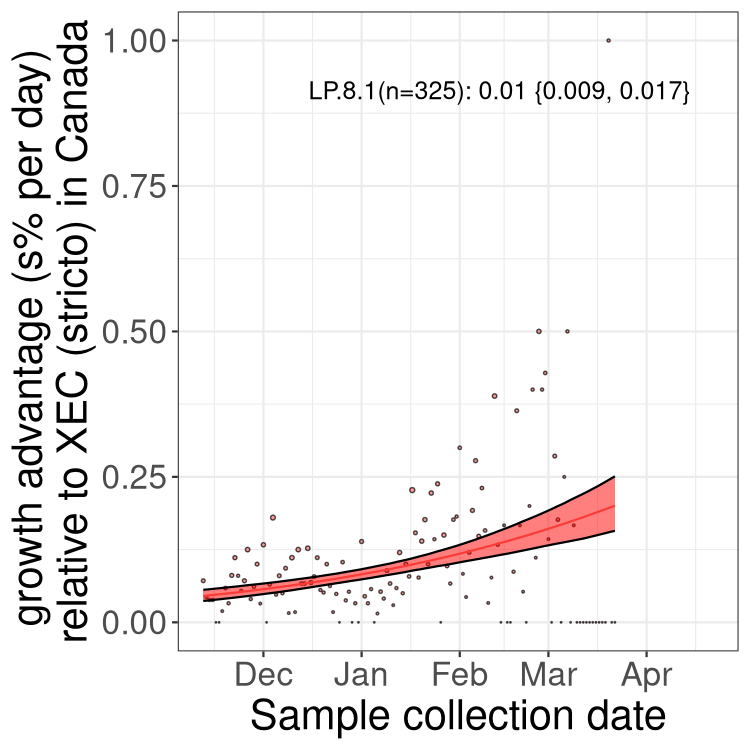 growth advantage (s% per day)
relative to XEC (stricto) in Canada
1.00
0.75
0.50
0.25
0.00
LP.8.1(n=325): 0.01 {0.009, 0.017}
Dec Jan Feb Mar Apr
Sample collection date